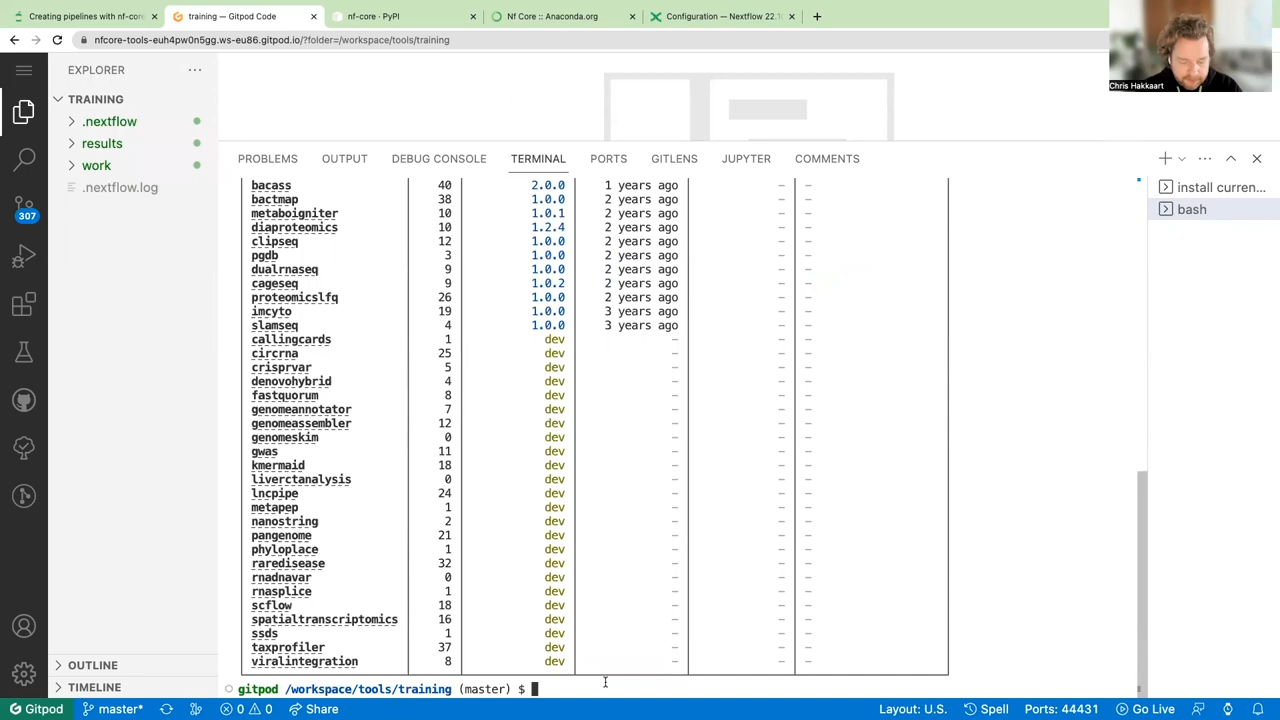 Creating pipelines with nf-core
training — Gitpod Code
nf-core · PyPI
Nf Core :: Anaconda.org
Configuration — Nextflow 22.1
nfcore-tools-euh4pw0n5gg.ws-eu86.gitpod.io/?folder=/workspace/tools/training
Chris Hakkaart
EXPLORER
TRAINING
.nextflow
results
work
.nextflow.log
307
OUTLINE
TIMELINE
PROBLEMS OUTPUT DEBUG CONSOLE TERMINAL PORTS GITLENS JUPYTER COMMENTS
install curren...
bash
bacass 40 2.0.0 1 years ago - -
bactmap 38 1.0.0 2 years ago - -
metaboigniter 10 1.0.1 2 years ago - -
diaproteomics 10 1.2.4 2 years ago - -
clipseq 12 1.0.0 2 years ago - -
pgdb 3 1.0.0 2 years ago - -
dualrnaseq 9 1.0.0 2 years ago - -
cageseq 9 1.0.2 2 years ago - -
proteomicslfq 26 1.0.0 2 years ago - -
imcyto 19 1.0.0 3 years ago - -
slamseq 4 1.0.0 3 years ago - -
callingcards 1 dev - - -
circrna 25 dev - - -
crisprvar 5 dev - - -
denovohybrid 4 dev - - -
fastquorum 8 dev - - -
genomeannotator 7 dev - - -
genomeassembler 12 dev - - -
genomeskim 0 dev - - -
gwas 11 dev - - -
kmermaid 18 dev - - -
liverctanalysis 0 dev - - -
lncpipe 24 dev - - -
metapep 1 dev - - -
nanostring 2 dev - - -
pangenome 21 dev - - -
phyloplace 1 dev - - -
raredisease 32 dev - - -
rnadnavar 0 dev - - -
rnasplice 1 dev - - -
scflow 18 dev - - -
spatialtranscriptomics 16 dev - - -
ssds 1 dev - - -
taxprofiler 37 dev - - -
viralintegration 8 dev - - -
gitpod /workspace/tools/training (master) $
Gitpod master* 0 0 Share Layout: U.S. Spell Ports: 44431 Go Live